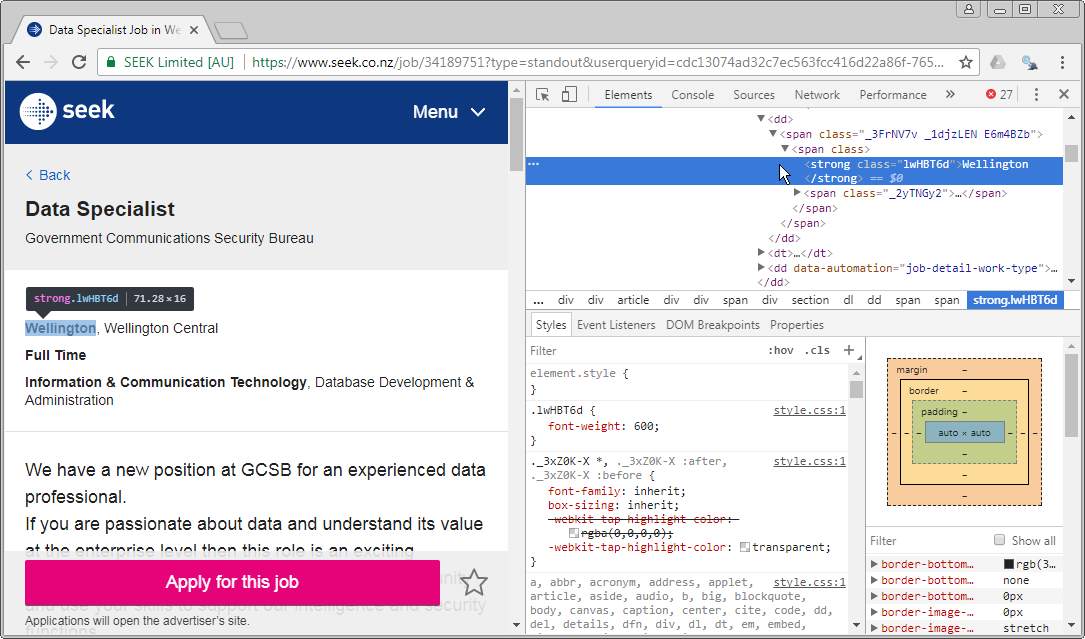 Data Specialist Job in We
SEEK Limited [AU]
https://www.seek.co.nz/job/34189751?type=standout&userqueryid=cdc13074ad32c7ec563fcc416d22a86f-765...
seek
Menu
Back
Data Specialist
Government Communications Security Bureau
strong.lwHBT6d 71.28 × 16
Wellington, Wellington Central
Full Time
Information & Communication Technology, Database Development &
Administration
We have a new position at GCSB for an experienced data
professional.
If you are passionate about data and understand its value
at the enterprise level then this role is an exciting
Apply for this job
and use your skills to support our intelligence and security
Applications will open the advertiser's site.
functions
Elements Console Sources Network Performance » 27
<dd>
<span class="_3FrNV7v _1djzLEN E6m4BZb">
<span class>
... <strong class="lwHBT6d">Wellington
</strong> == $0
<span class="_2yTNGy2">…</span>
</span>
</span>
</dd>
<dt>…</dt>
<dd data-automation="job-detail-work-type">…
</dd>
... div div article div div span div section dl dd span span strong.lwHBT6d
Styles Event Listeners DOM Breakpoints Properties
Filter :hov .cls +
element.style {
}
.lwHBT6d { style.css:1
font-weight: 600;
}
._3xZ0K-X *, ._3xZ0K-X :after, style.css:1
._3xZ0K-X :before {
font-family: inherit;
box-sizing: inherit;
-webkit-tap-highlight-color:
rgba(0,0,0,0);
-webkit-tap-highlight-color: transparent;
}
a, abbr, acronym, address, applet, style.css:1
article, aside, audio, b, big, blockquote,
body, canvas, caption, center, cite, code, dd,
del, details, dfn, div, dl, dt, em, embed,
margin –
border –
padding –
– – – auto × auto – – –
–
–
–
Filter Show all
border-bottom… rgb(3…
border-bottom… none
border-bottom… 0px
border-image-… 0px
border-image-… stretch